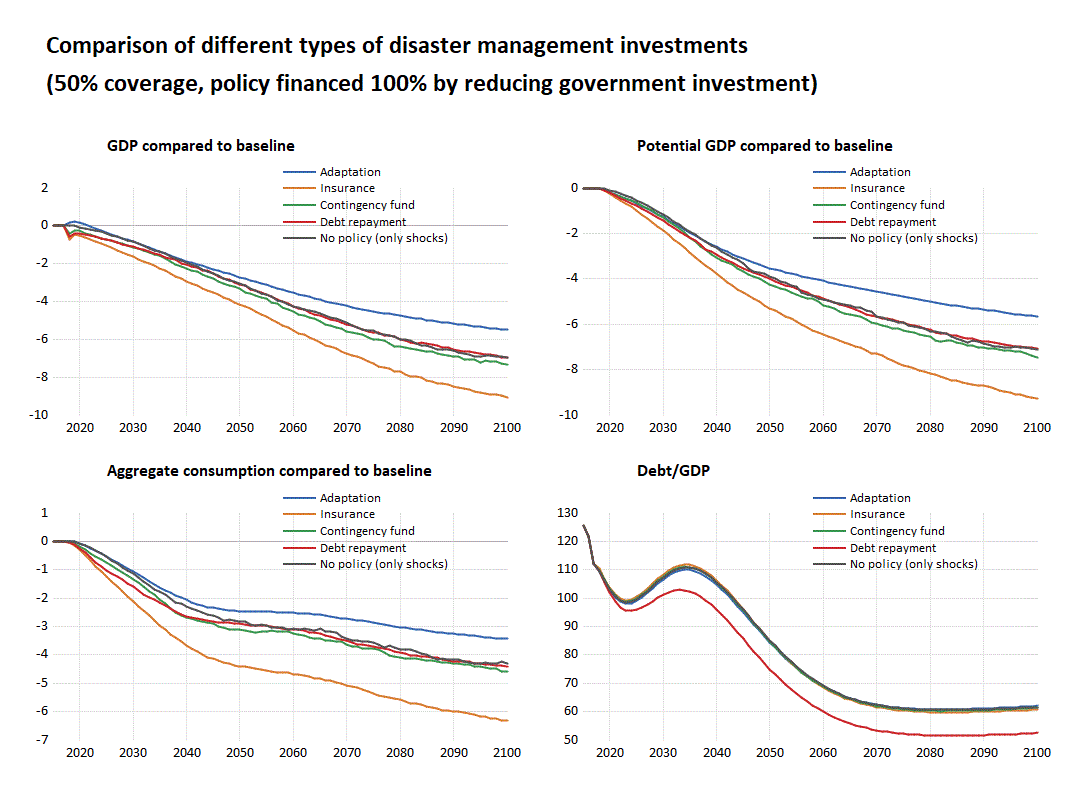 Comparison of different types of disaster management investments
(50% coverage, policy financed 100% by reducing government investment)
GDP compared to baseline
Adaptation
Insurance
Contingency fund
Debt repayment
No policy (only shocks)
2
0
-2
-4
-6
-8
-10
2020 2030 2040 2050 2060 2070 2080 2090 2100
Potential GDP compared to baseline
Adaptation
Insurance
Contingency fund
Debt repayment
No policy (only shocks)
0
-2
-4
-6
-8
-10
2020 2030 2040 2050 2060 2070 2080 2090 2100
Aggregate consumption compared to baseline
Adaptation
Insurance
Contingency fund
Debt repayment
No policy (only shocks)
1
0
-1
-2
-3
-4
-5
-6
-7
2020 2030 2040 2050 2060 2070 2080 2090 2100
Debt/GDP
Adaptation
Insurance
Contingency fund
Debt repayment
No policy (only shocks)
130
120
110
100
90
80
70
60
50
2020 2030 2040 2050 2060 2070 2080 2090 2100